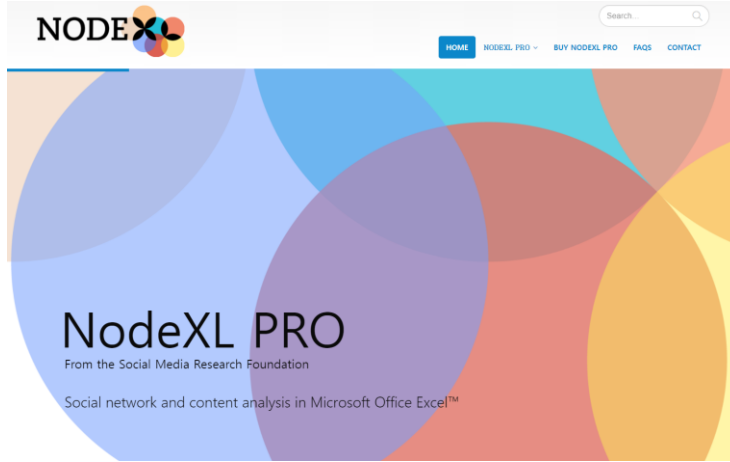 NODEXL
Search...
HOME NODEXL PRO BUY NODEXL PRO FAQS CONTACT
NodeXL PRO
From the Social Media Research Foundation
Social network and content analysis in Microsoft Office Excel™